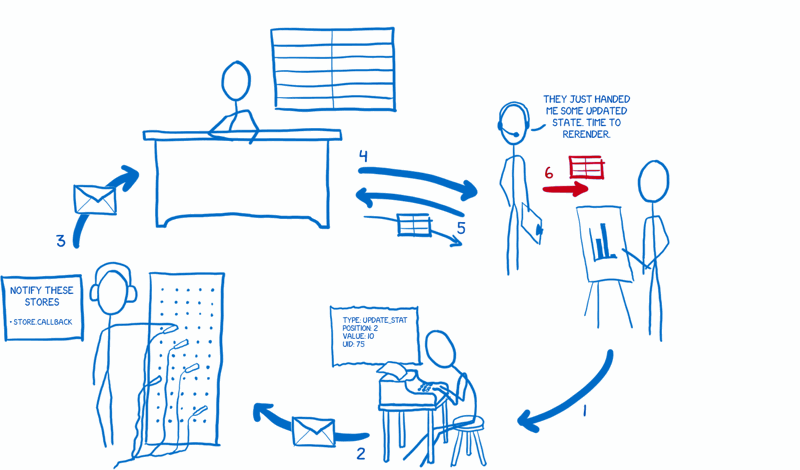 THEY JUST HANDED
ME SOME UPDATED
STATE. TIME TO
RERENDER.
4
6
5
3
NOTIFY THESE
STORES
• STORE.CALLBACK
TYPE: UPDATE_STAT
POSITION: 2
VALUE: 10
UID: 75
1
2